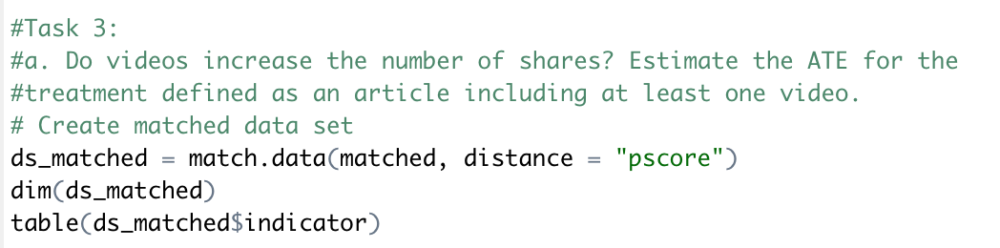 #Task 3:
#a. Do videos increase the number of shares? Estimate the ATE for the
#treatment defined as an article including at least one video.
# Create matched data set
ds_matched = match.data(matched, distance = "pscore")
dim(ds_matched)
table(ds_matched$indicator)